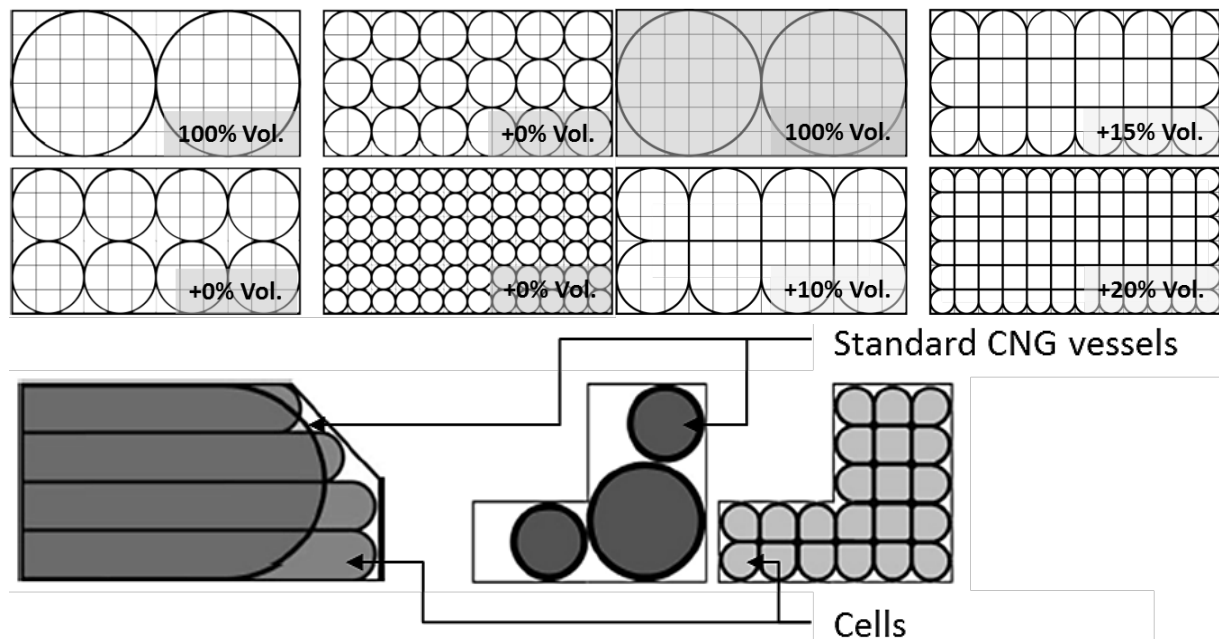 100% Vol.
+0% Vol.
100% Vol.
+15% Vol.
+0% Vol.
+0% Vol.
+10% Vol.
+20% Vol.
Standard CNG vessels
Cells